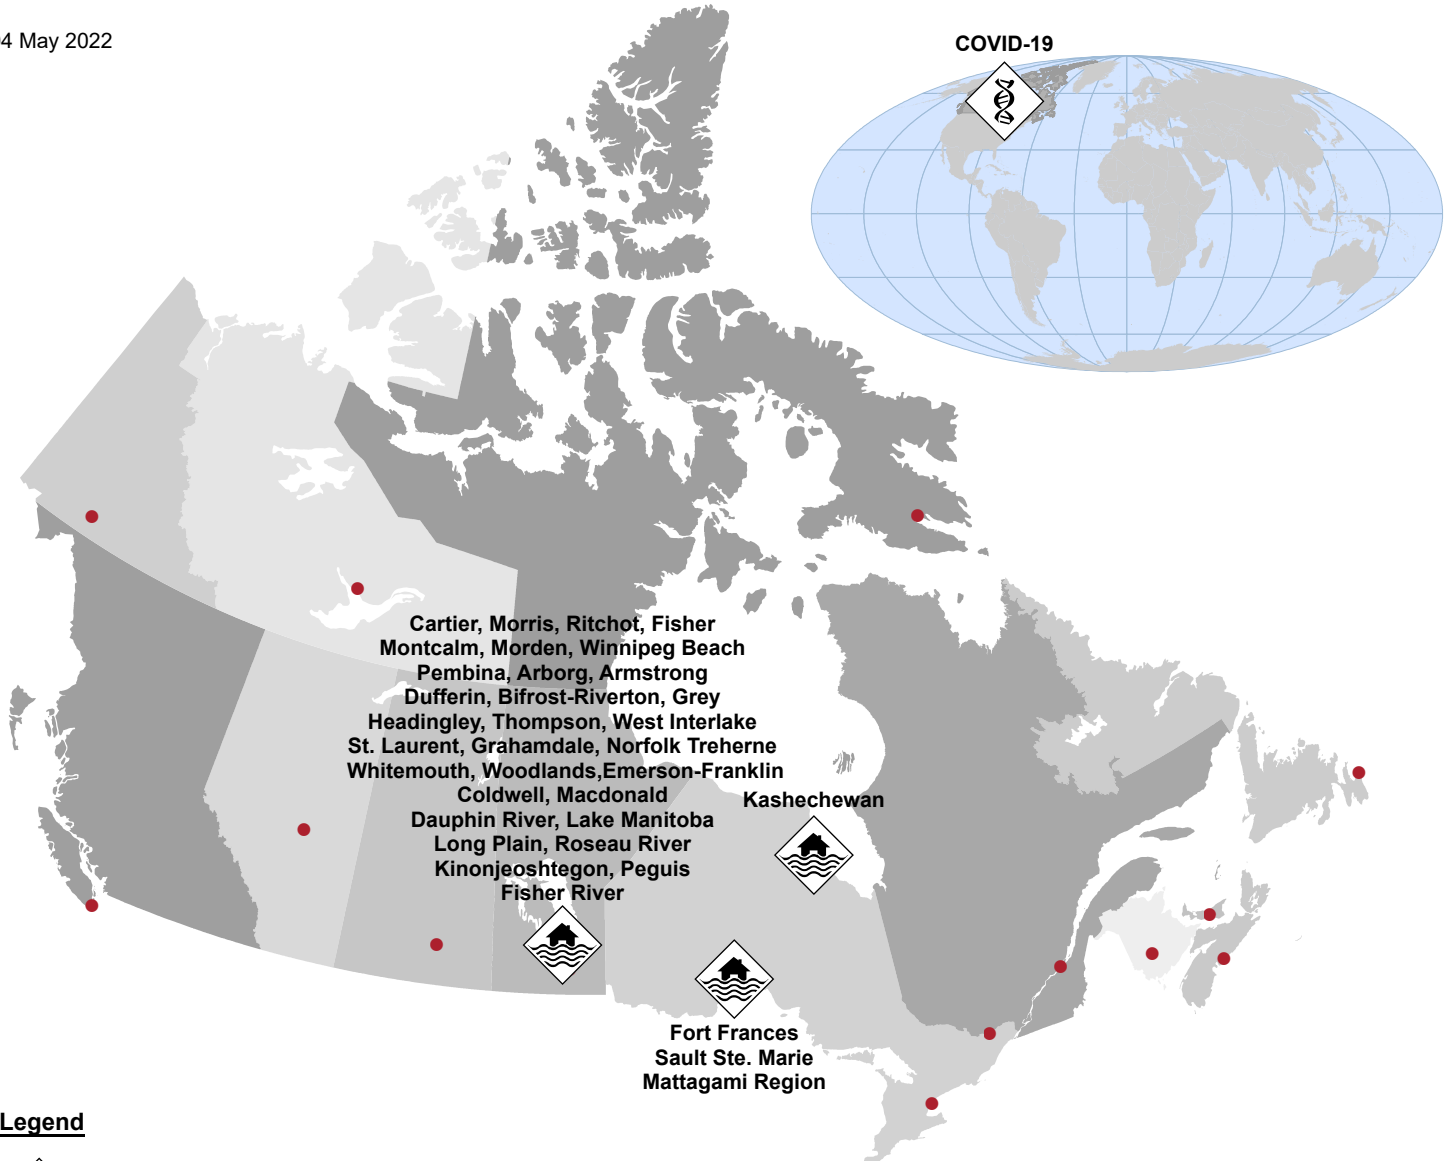 04 May 2022
COVID-19
Cartier, Morris, Ritchot, Fisher
Montcalm, Morden, Winnipeg Beach
Pembina, Arborg, Armstrong
Dufferin, Bifrost-Riverton, Grey
Headingley, Thompson, West Interlake
St. Laurent, Grahamdale, Norfolk Treherne
Whitemouth, Woodlands,Emerson-Franklin
Coldwell, Macdonald
Dauphin River, Lake Manitoba
Long Plain, Roseau River
Kinonjeoshtegon, Peguis
Fisher River
Kashechewan
Fort Frances
Sault Ste. Marie
Mattagami Region
Legend